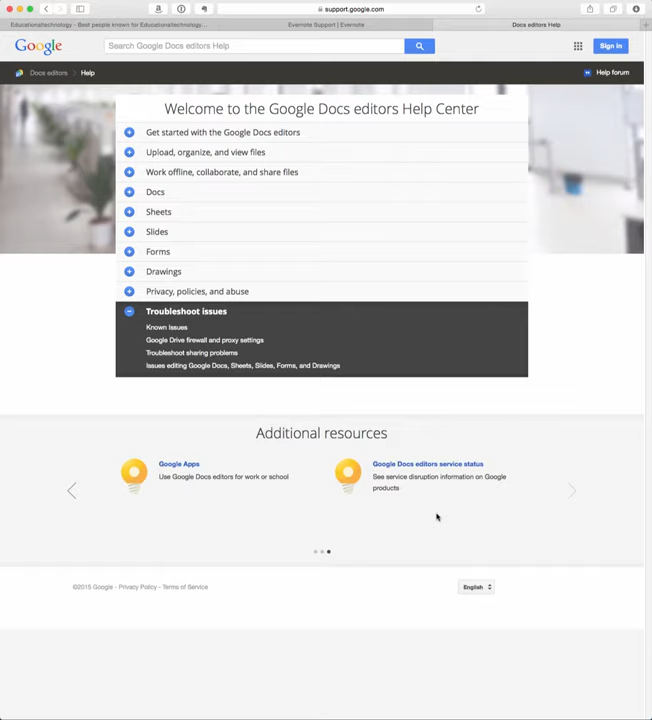 support.google.com
Educationaltechnology - Best people known for Educationaltechnology...
Evernote Support | Evernote
Docs editors Help
Google
Search Google Docs editors Help
Sign in
Docs editors
Help
Help forum
Welcome to the Google Docs editors Help Center
Get started with the Google Docs editors
Upload, organize, and view files
Work offline, collaborate, and share files
Docs
Sheets
Slides
Forms
Drawings
Privacy, policies, and abuse
Troubleshoot issues
Known Issues
Google Drive firewall and proxy settings
Troubleshoot sharing problems
Issues editing Google Docs, Sheets, Slides, Forms, and Drawings
Additional resources
Google Apps
Use Google Docs editors for work or school
Google Docs editors service status
See service disruption information on Google
products
©2015 Google - Privacy Policy - Terms of Service
English